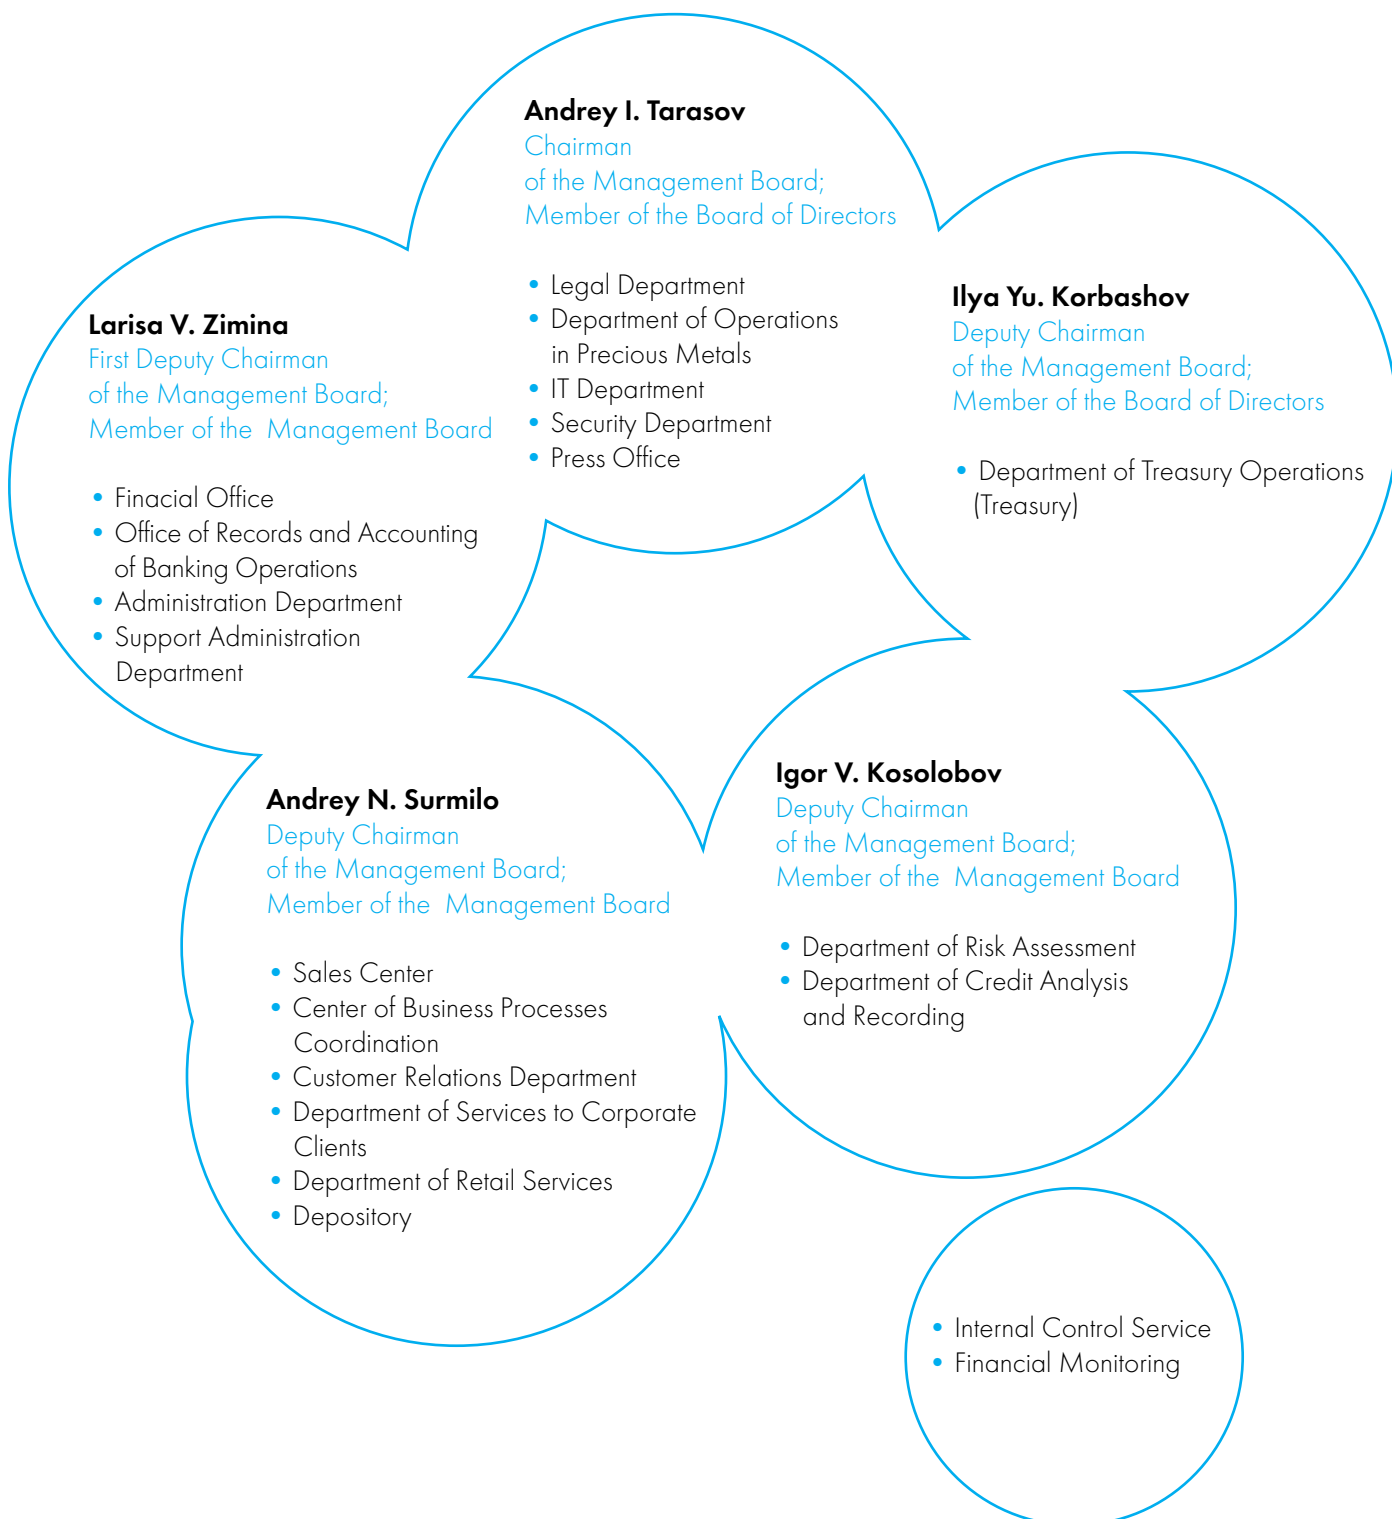 Andrey I. Tarasov
Chairman
of the Management Board;
Member of the Board of Directors
• Legal Department
• Department of Operations
in Precious Metals
• IT Department
• Security Department
• Press Office
Ilya Yu. Korbashov
Deputy Chairman
of the Management Board;
Member of the Board of Directors
• Department of Treasury Operations
(Treasury)
Larisa V. Zimina
First Deputy Chairman
of the Management Board;
Member of the Management Board
• Finacial Office
• Office of Records and Accounting
of Banking Operations
• Administration Department
• Support Administration
Department
Andrey N. Surmilo
Deputy Chairman
of the Management Board;
Member of the Management Board
• Sales Center
• Center of Business Processes
Coordination
• Customer Relations Department
• Department of Services to Corporate
Clients
• Department of Retail Services
• Depository
Igor V. Kosolobov
Deputy Chairman
of the Management Board;
Member of the Management Board
• Department of Risk Assessment
• Department of Credit Analysis
and Recording
• Internal Control Service
• Financial Monitoring